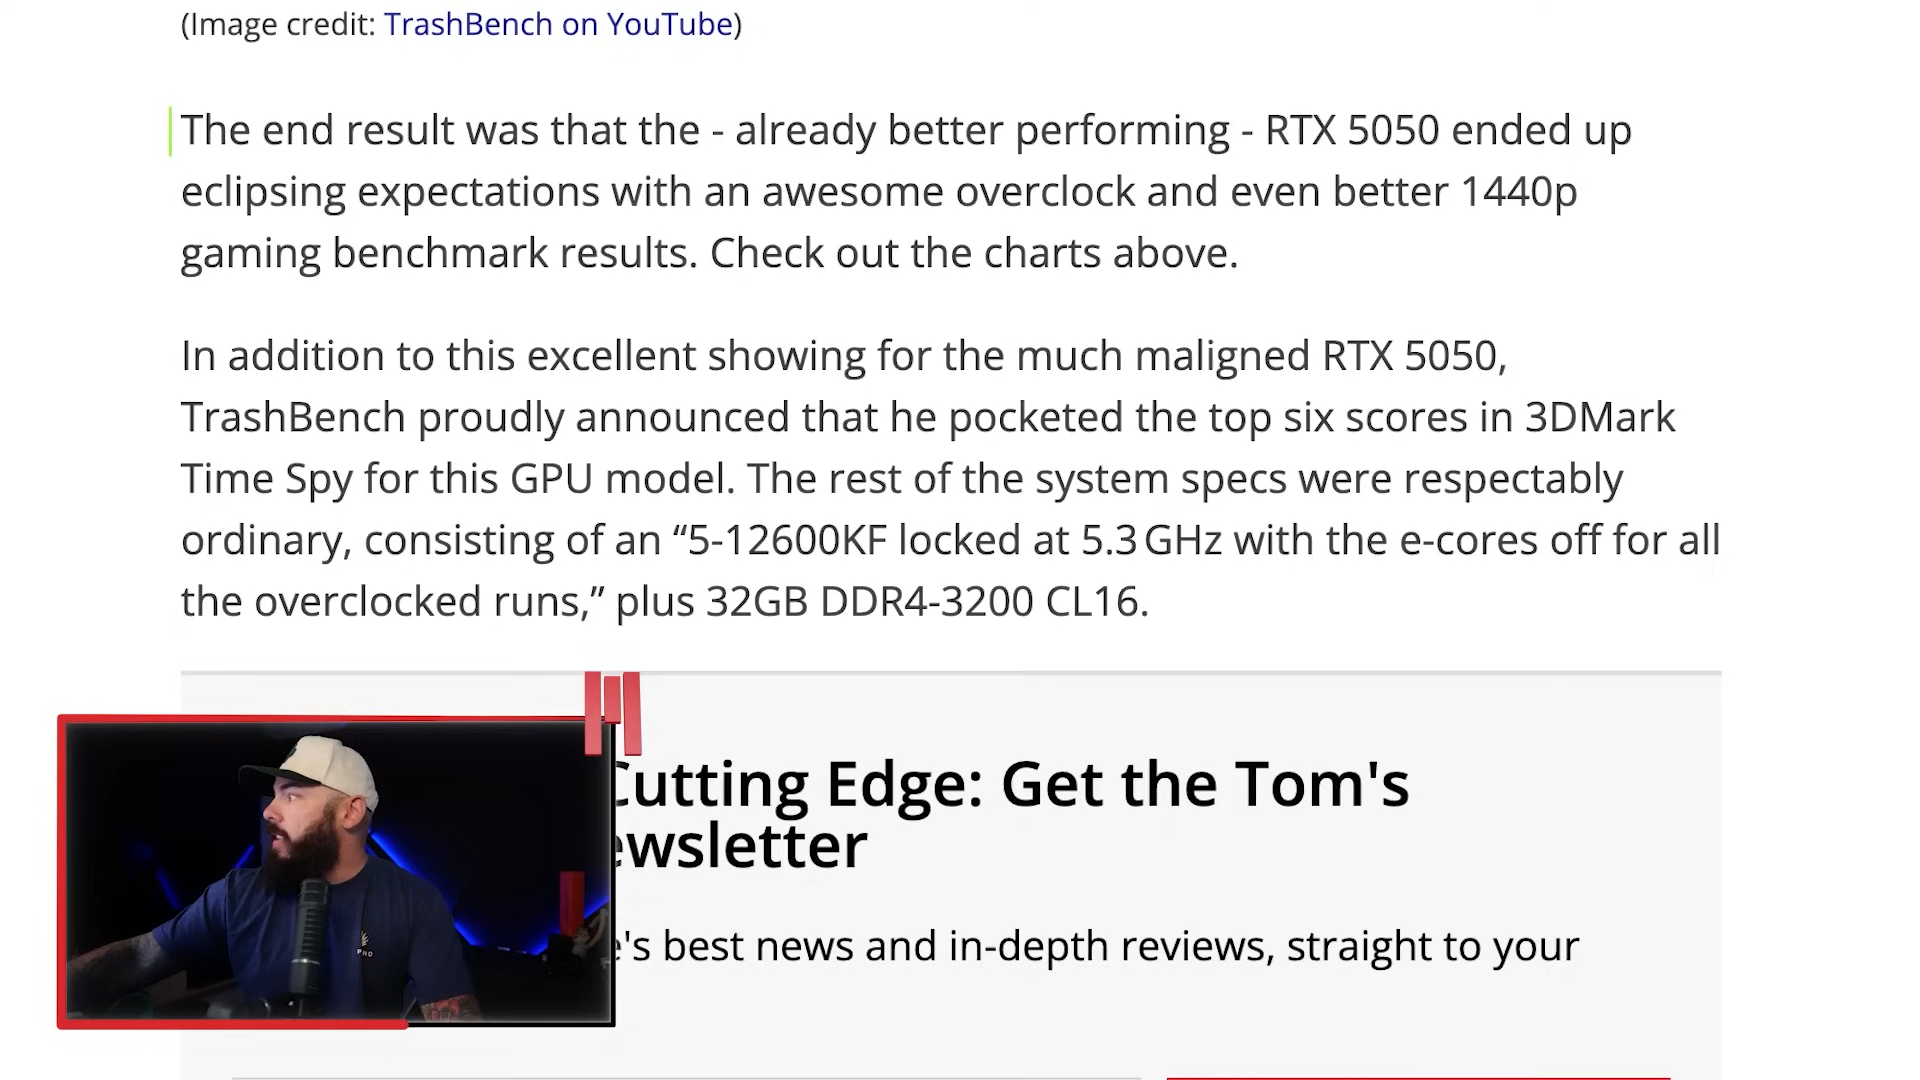 (Image credit: TrashBench on YouTube)
The end result was that the - already better performing - RTX 5050 ended up
eclipsing expectations with an awesome overclock and even better 1440p
gaming benchmark results. Check out the charts above.
In addition to this excellent showing for the much maligned RTX 5050,
TrashBench proudly announced that he pocketed the top six scores in 3DMark
Time Spy for this GPU model. The rest of the system specs were respectably
ordinary, consisting of an “5-12600KF locked at 5.3 GHz with the e-cores off for all
the overclocked runs,” plus 32GB DDR4-3200 CL16.
Cutting Edge: Get the Tom's
ewsletter
e's best news and in-depth reviews, straight to your
PHD